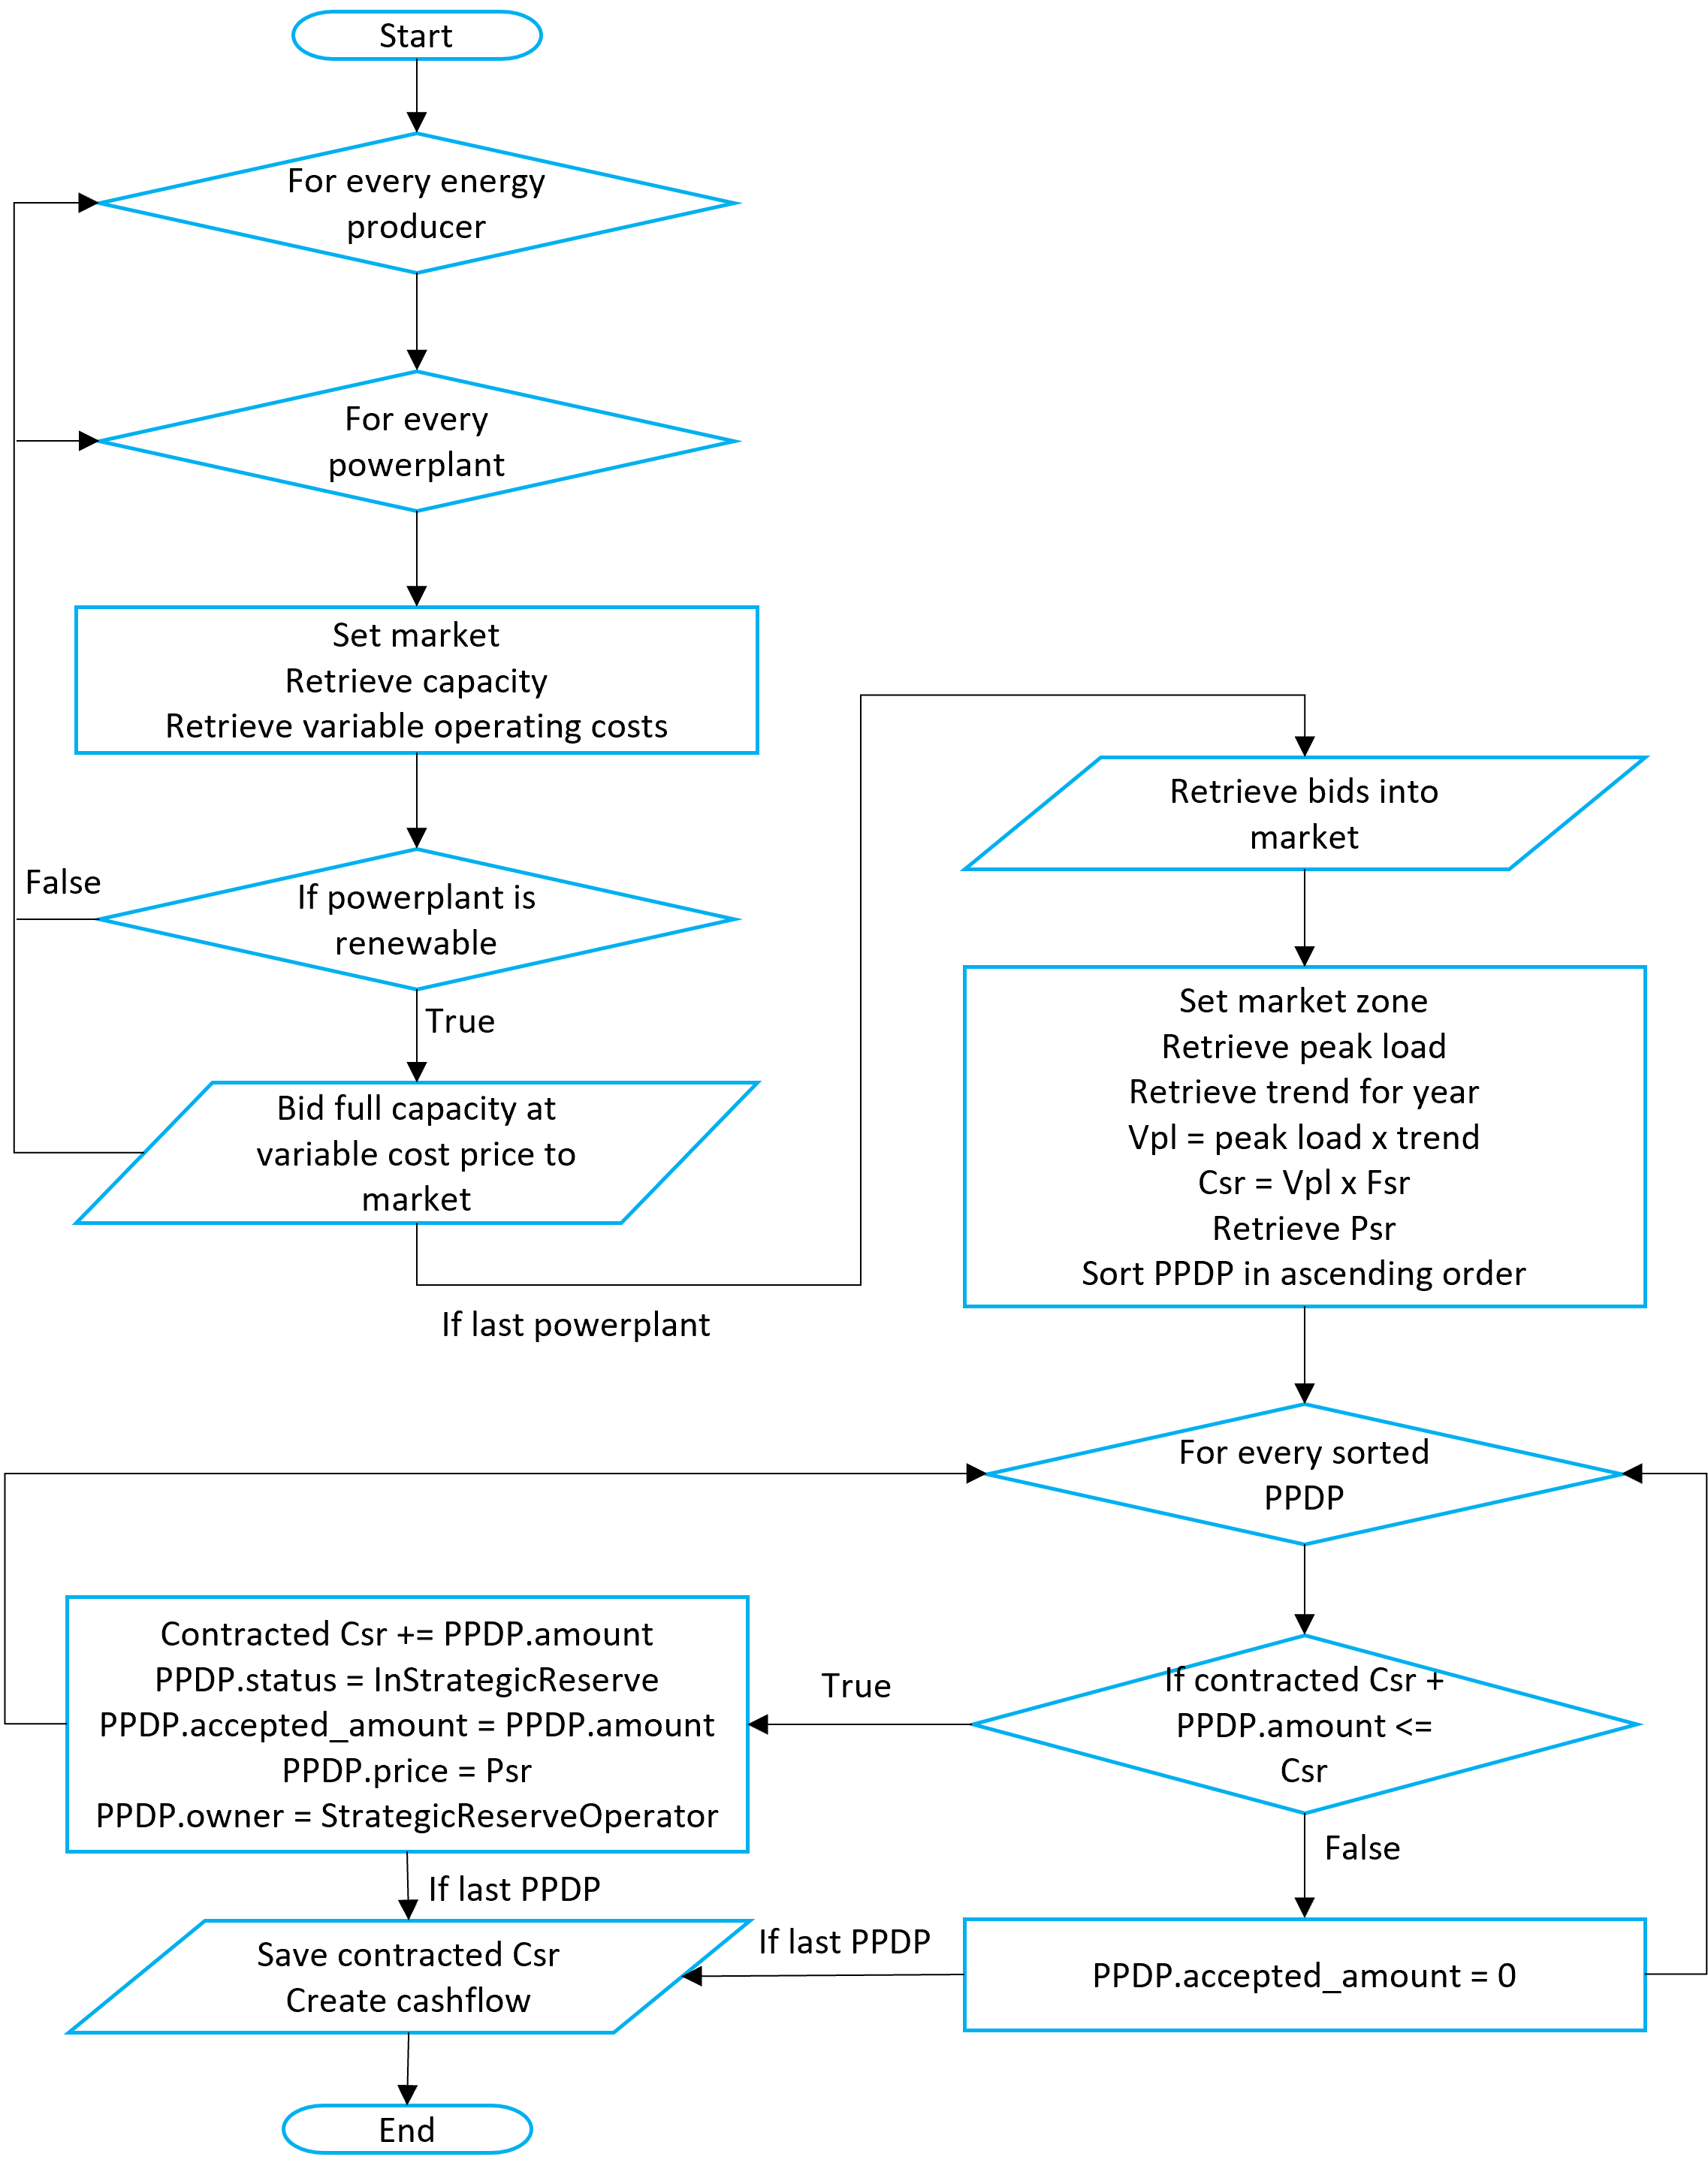 Start
For every energy
producer
For every
powerplant
Set market
Retrieve capacity
Retrieve variable operating costs
False
If powerplant is
renewable
True
Bid full capacity at
variable cost price to
market
If last powerplant
Retrieve bids into
market
Set market zone
Retrieve peak load
Retrieve trend for year
Vpl = peak load x trend
Csr = Vpl x Fsr
Retrieve Psr
Sort PPDP in ascending order
For every sorted
PPDP
If contracted Csr +
PPDP.amount <=
Csr
True
Contracted Csr += PPDP.amount
PPDP.status = InStrategicReserve
PPDP.accepted_amount = PPDP.amount
PPDP.price = Psr
PPDP.owner = StrategicReserveOperator
False
If last PPDP
If last PPDP
PPDP.accepted_amount = 0
Save contracted Csr
Create cashflow
End